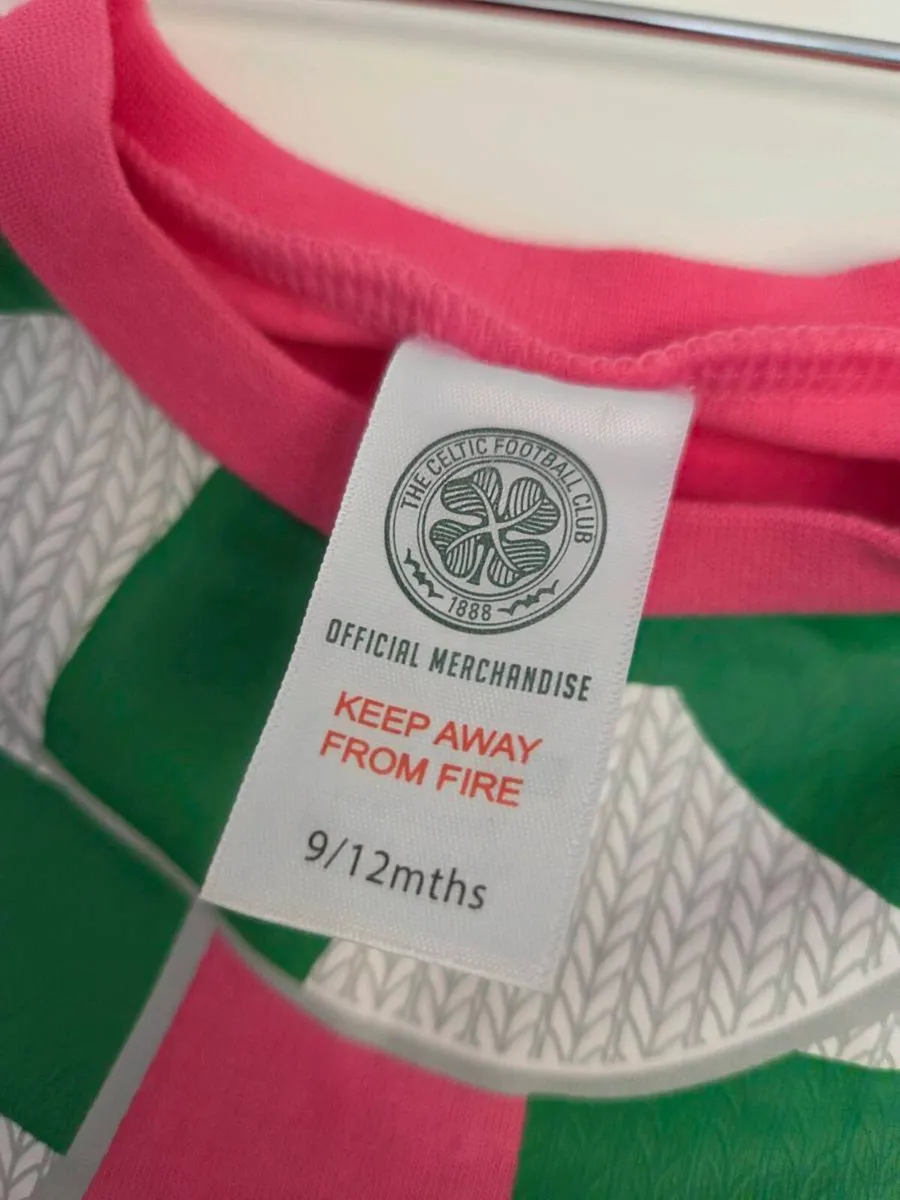 THE CELTIC FOOTBALL CLUB
1888
OFFICIAL MERCHANDISE
KEEP AWAY
FROM FIRE
9/12mths